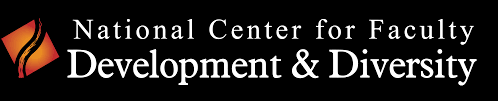 National Center for Faculty
Development & Diversity